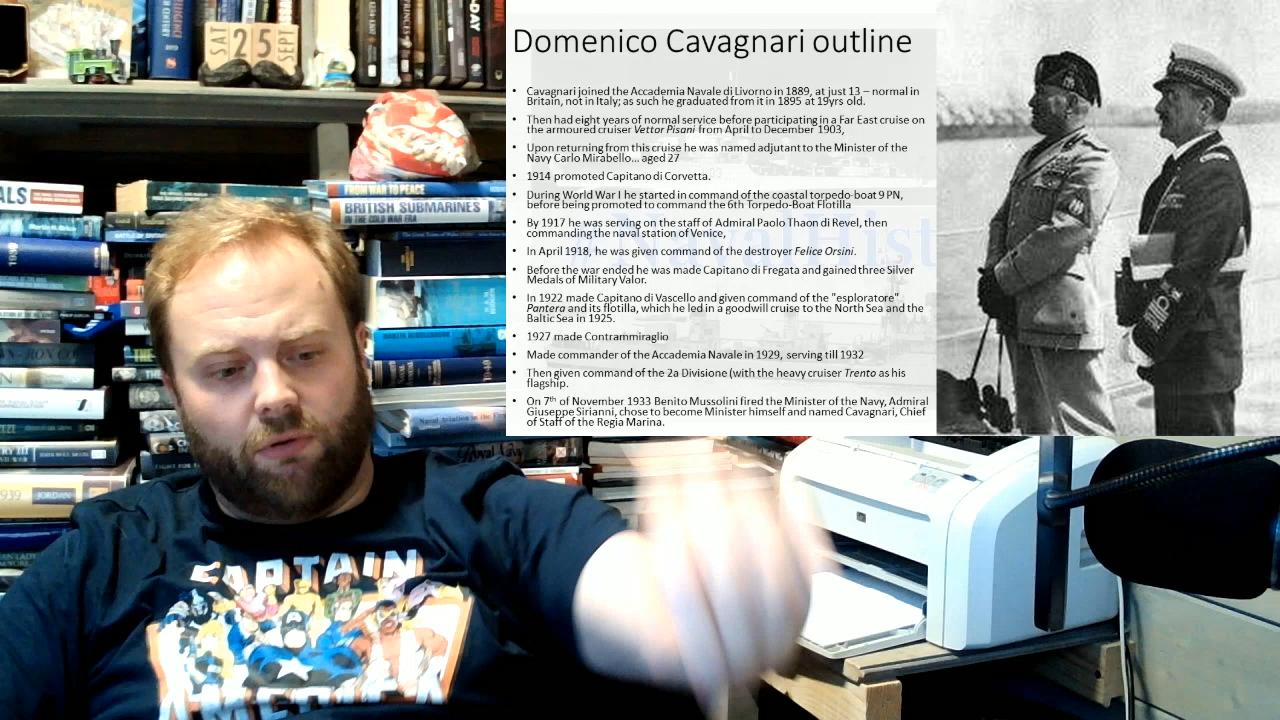 Domenico Cavagnari outline
• Cavagnari joined the Accademia Navale di Livorno in 1889, at just 13 – normal in
Britain, not in Italy; as such he graduated from it in 1895 at 19yrs old.
• Then had eight years of normal service before participating in a Far East cruise on
the armoured cruiser Vettor Pisani from April to December 1903,
• Upon returning from this cruise he was named adjutant to the Minister of the
Navy Carlo Mirabello... aged 27
• 1914 promoted Capitano di Corvetta.
• During World War I he started in command of the coastal torpedo-boat 9 PN,
before being promoted to command the 6th Torpedo-Boat Flotilla
• By 1917 he was serving on the staff of Admiral Paolo Thaon di Revel, then
commanding the naval station of Venice,
• In April 1918, he was given command of the destroyer Felice Orsini.
• Before the war ended he was made Capitano di Fregata and gained three Silver
Medals of Military Valor.
• In 1922 made Capitano di Vascello and given command of the "esploratore"
Pantera and its flotilla, which he led in a goodwill cruise to the North Sea and the
Baltic Sea in 1925.
• 1927 made Contrammiraglio
• Made commander of the Accademia Navale in 1929, serving till 1932
• Then given command of the 2a Divisione (with the heavy cruiser Trento as his
flagship.
• On 7th of November 1933 Benito Mussolini fired the Minister of the Navy, Admiral
Giuseppe Sirianni, chose to become Minister himself and named Cavagnari, Chief
of Staff of the Regia Marina.
SAT 25 SEPT
FROM WAR TO PEACE
BRITISH SUBMARINES
IN THE COLD WAR ERA
JORDAN
CAPTAIN
AMERICA